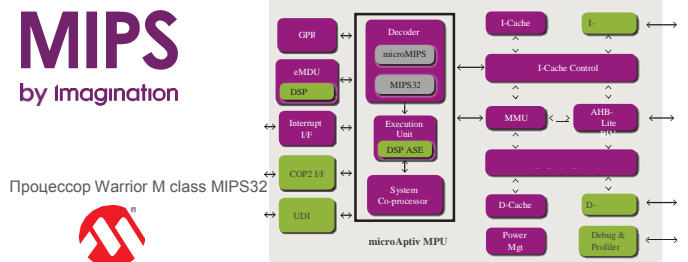 MIPS
by Imagination
Процессор Warrior M class MIPS32
®
GPR
eMDU
DSP
Interrupt
I/F
COP2 I/F
UDI
Decoder
microMIPS
MIPS32
Execution
Unit
DSP ASE
System
Co-processor
microAptiv MPU
I-Cache
I-
I-Cache Control
MMU
AHB-
Lite
D-Cache
D-
Power
Mgt
Debug &
Profiler